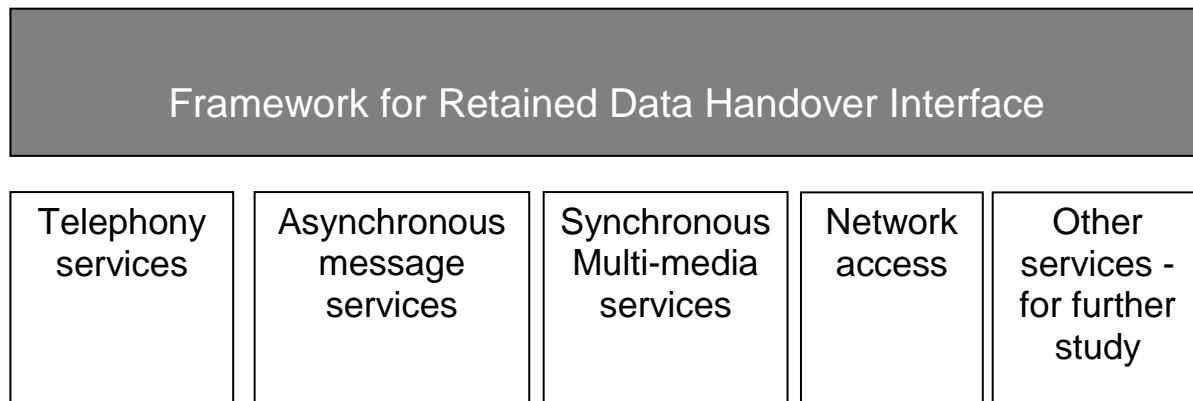 Framework for Retained Data Handover Interface
Telephony
services
Asynchronous
message
services
Synchronous
Multi-media
services
Network
access
Other
services -
for further
study